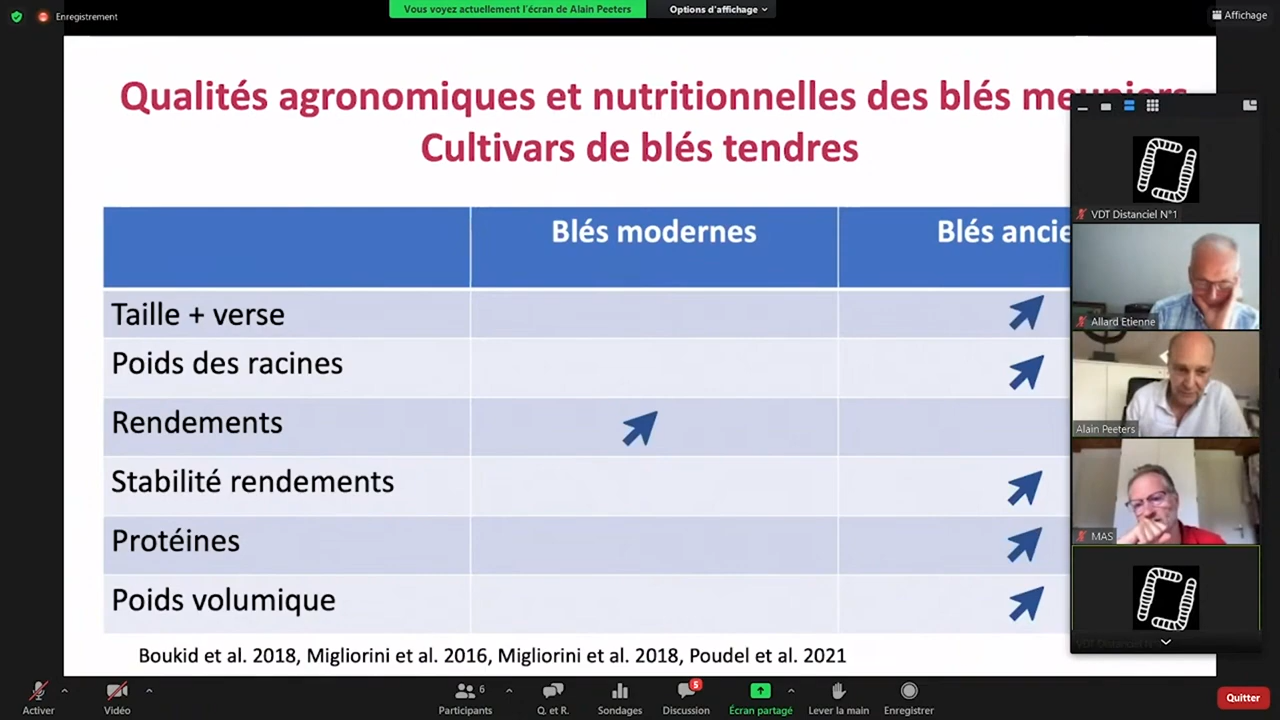 Enregistrement
Vous voyez actuellement l'écran de Alain Peeters
Options d'affichage
Affichage
Qualités agronomiques et nutritionnelles des blés meuniers
Cultivars de blés tendres
Blés modernes
Blés ancie
Taille + verse
Poids des racines
Rendements
Stabilité rendements
Protéines
Poids volumique
Boukid et al. 2018, Migliorini et al. 2016, Migliorini et al. 2018, Poudel et al. 2021
VDT Distanciel N°1
Allard Etienne
Alain Peeters
MAS
Activer
Vidéo
6
Participants
Q. et R.
Sondages
5
Discussion
Écran partagé
Lever la main
Enregistrer
Quitter